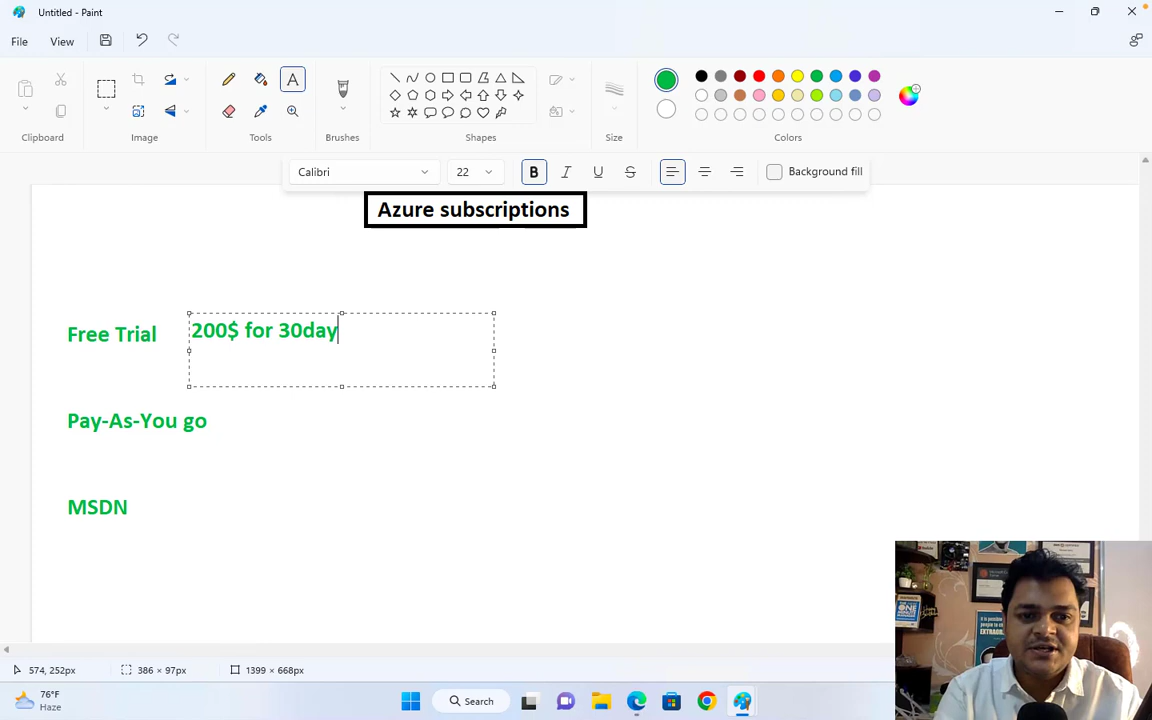 Untitled - Paint
File View
Clipboard Image Tools Brushes Shapes Size Colors
Calibri 22 B I U S Background fill
Azure subscriptions
Free Trial 200$ for 30day
Pay-As-You go
MSDN
574, 252px 386 × 97px 1399 × 668px
76°F
Haze
Search